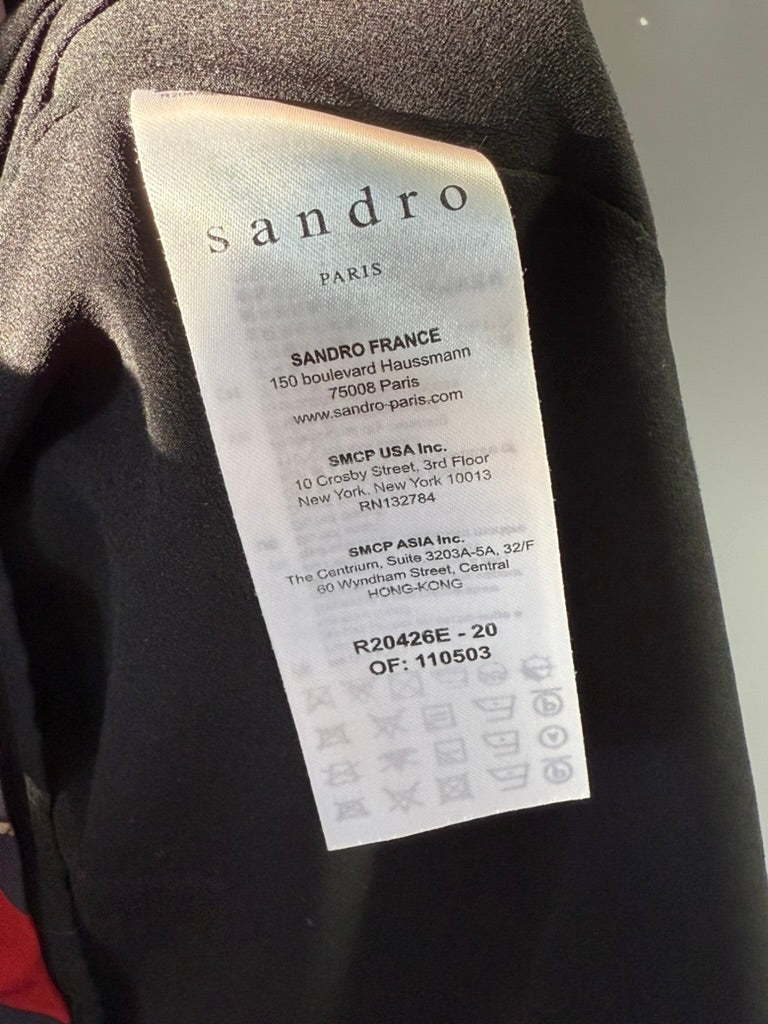 sandro
PARIS
SANDRO FRANCE
150 boulevard Haussmann
75008 Paris
www.sandro-paris.com
SMCP USA Inc.
10 Crosby Street, 3rd Floor
New York, New York 10013
RN132784
SMCP ASIA Inc.
The Centrium, Suite 3203A-5A, 32/F
60 Wyndham Street, Central
HONG-KONG
R20426E - 20
OF: 110503